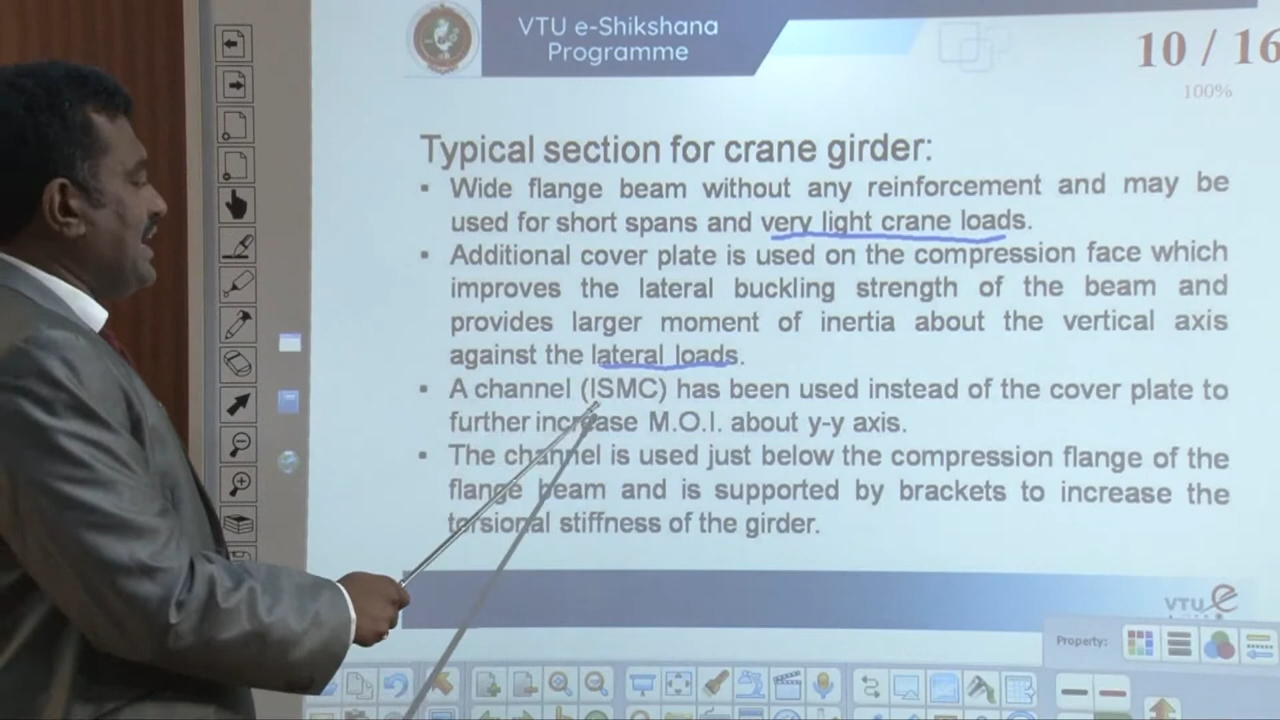 VTU e-Shikshana
Programme
10 / 16
100%
Typical section for crane girder:
▪ Wide flange beam without any reinforcement and may be
used for short spans and very light crane loads.
▪ Additional cover plate is used on the compression face which
improves the lateral buckling strength of the beam and
provides larger moment of inertia about the vertical axis
against the lateral loads.
▪ A channel (ISMC) has been used instead of the cover plate to
further increase M.O.I. about y-y axis.
▪ The channel is used just below the compression flange of the
flange beam and is supported by brackets to increase the
torsional stiffness of the girder.
VTU e
Property: